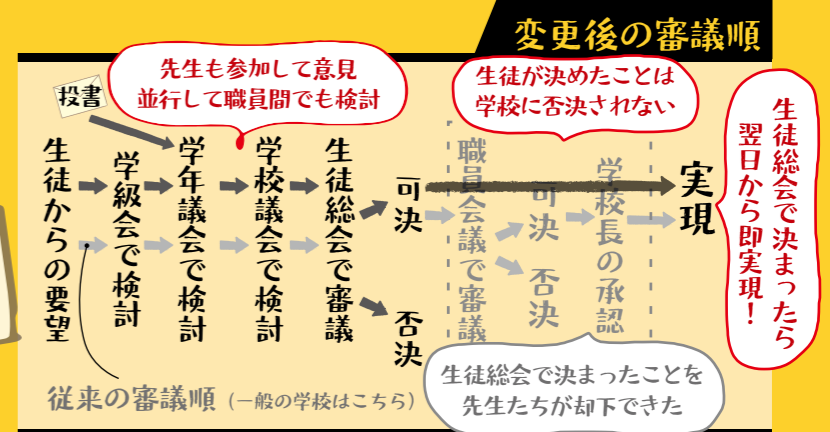 変更後の審議順
投書
先生も参加して意見
並行して職員間でも検討
生徒が決めたことは
学校に否決されない
生徒からの要望
学級会で検討
学年議会で検討
学校議会で検討
生徒総会で審議
可決
否決
職員会議で審議
可決
否決
学校長の承認
実現
生徒総会で決まったら
翌日から即実現！
従来の審議順（一般の学校はこちら）
生徒総会で決まったことを
先生たちが却下できた